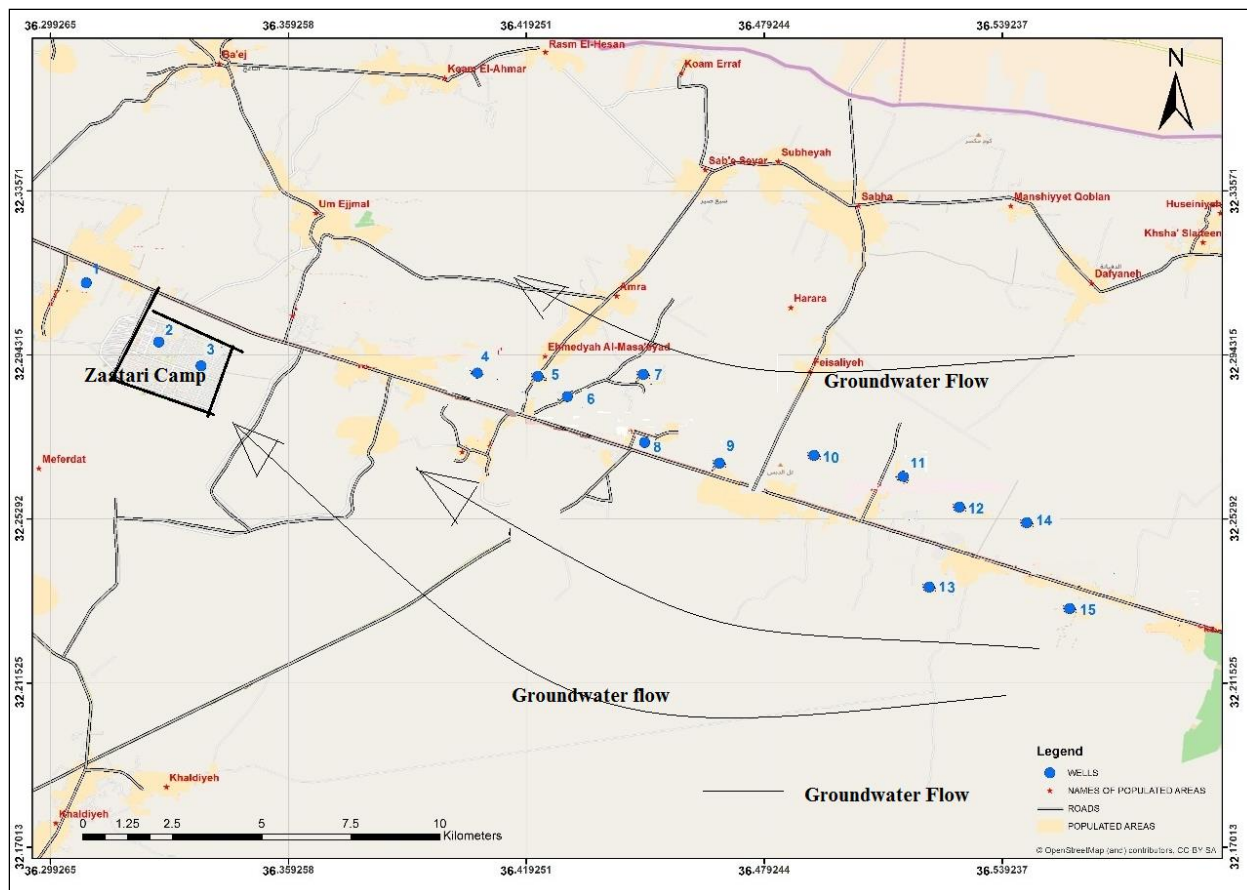 36.299265 36.359258 36.419251 36.479244 36.539237
N
Rasm El-Hesan
Ba'ej
Koam El-Ahmar
Koam Erraf
Sab'e Seyar
Subheyah
32.33571
32.33571
Um Ejjmal
Sabha
Manshiyyet Qoblan
Huseiniyeh
Khsha' Slaiteen
الدفيانة
Dafyaneh
1
Amra
Harara
2
3
Zaatari Camp
32.294315
32.294315
Ehmedyah Al-Masa'eyad
Feisaliyeh
Groundwater Flow
4
5
6
7
8
9
10
11
12
13
14
15
Meferdat
32.25292
32.25292
Groundwater flow
32.211525
32.211525
Khaldiyeh
Khaldiyeh
Groundwater Flow
Legend
WELLS
NAMES OF POPULATED AREAS
ROADS
POPULATED AREAS
© OpenStreetMap (and) contributors, CC BY SA
0 1.25 2.5 5 7.5 10
Kilometers
32.17013
32.17013
36.299265 36.359258 36.419251 36.479244 36.539237